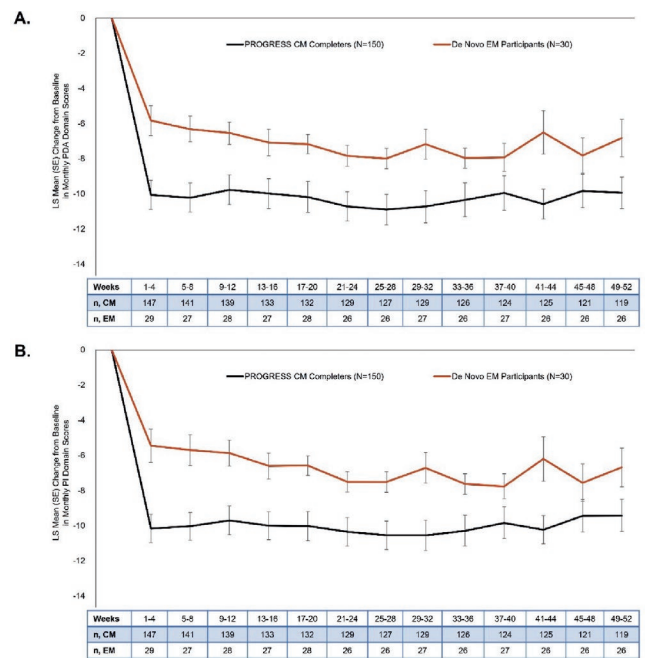 A.
LS Mean (SE) Change from Baseline
in Monthly PDA Domain Scores
0
-2
-4
-6
-8
-10
-12
-14
PROGRESS CM Completers (N=150)
De Novo EM Participants (N=30)
Weeks 1-4 5-8 9-12 13-16 17-20 21-24 25-28 29-32 33-36 37-40 41-44 45-48 49-52
n, CM 147 141 139 133 132 129 127 129 126 124 125 121 119
n, EM 29 27 28 27 28 26 26 27 26 27 26 26 26
B.
LS Mean (SE) Change from Baseline
in Monthly PI Domain Scores
0
-2
-4
-6
-8
-10
-12
-14
PROGRESS CM Completers (N=150)
De Novo EM Participants (N=30)
Weeks 1-4 5-8 9-12 13-16 17-20 21-24 25-28 29-32 33-36 37-40 41-44 45-48 49-52
n, CM 147 141 139 133 132 129 127 129 126 124 125 121 119
n, EM 29 27 28 27 28 26 26 27 26 27 26 26 26